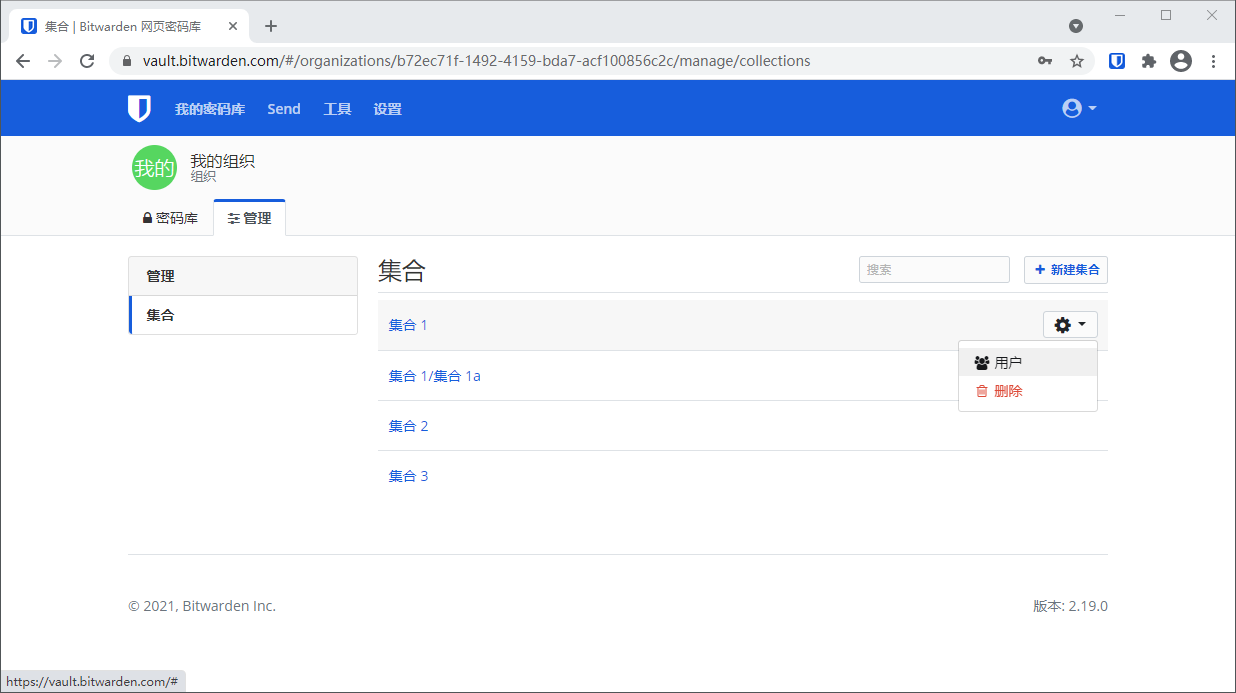 集合 | Bitwarden 网页密码库
vault.bitwarden.com/#/organizations/b72ec71f-1492-4159-bda7-acf100856c2c/manage/collections
我的密码库 Send 工具 设置
我的 我的组织
组织
密码库 管理
管理
集合
集合 搜索 + 新建集合
集合 1
用户
删除
集合 1/集合 1a
集合 2
集合 3
© 2021, Bitwarden Inc. 版本: 2.19.0
https://vault.bitwarden.com/#